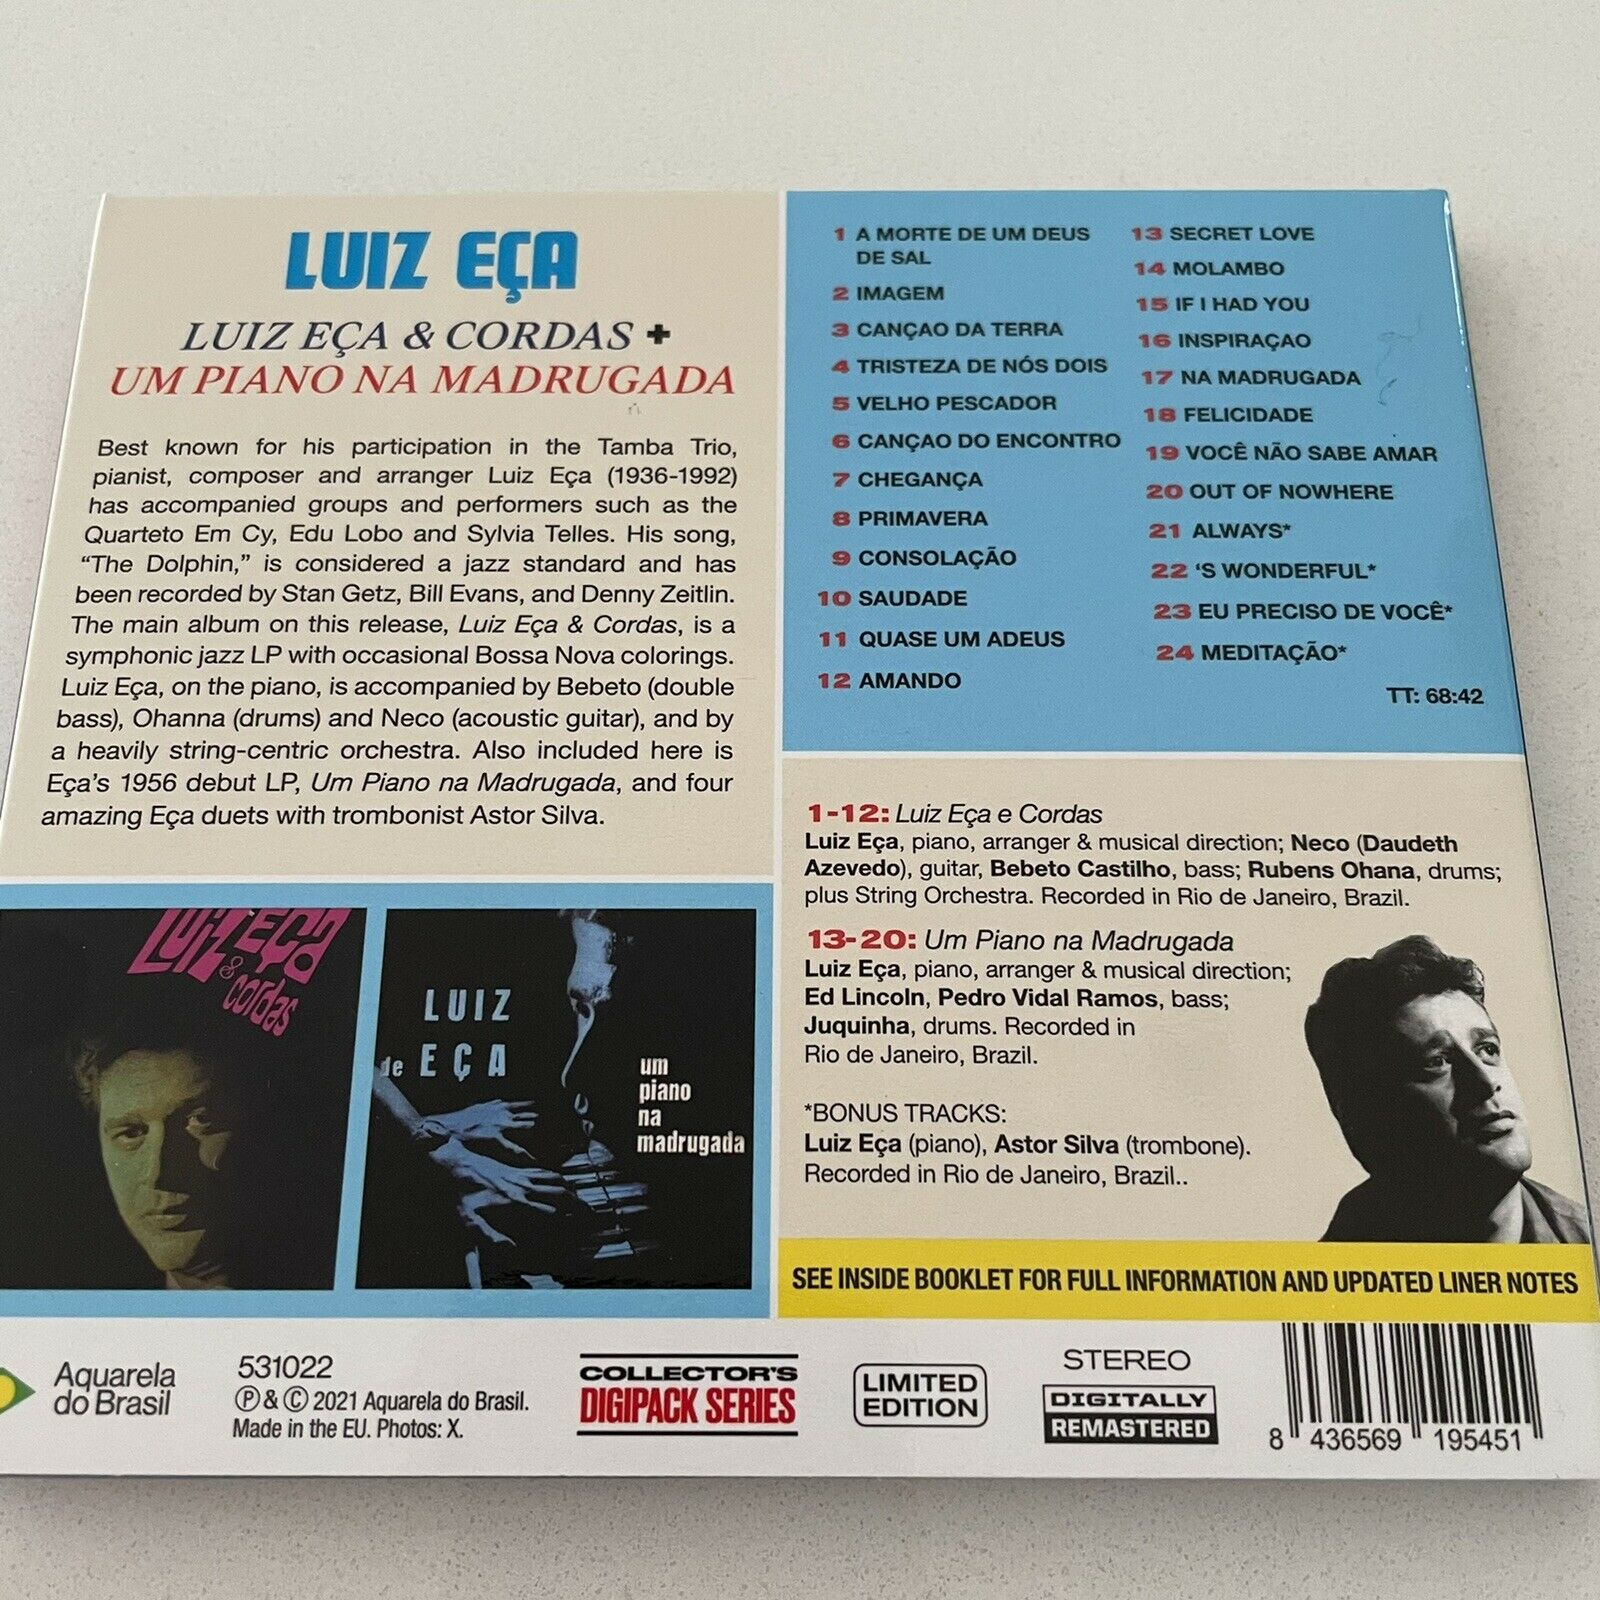 LUIZ EÇA
LUIZ EÇA & CORDAS +
UM PIANO NA MADRUGADA
Best known for his participation in the Tamba Trio,
pianist, composer and arranger Luiz Eça (1936-1992)
has accompanied groups and performers such as the
Quarteto Em Cy, Edu Lobo and Sylvia Telles. His song,
“The Dolphin,” is considered a jazz standard and has
been recorded by Stan Getz, Bill Evans, and Denny Zeitlin.
The main album on this release, Luiz Eça & Cordas, is a
symphonic jazz LP with occasional Bossa Nova colorings.
Luiz Eça, on the piano, is accompanied by Bebeto (double
bass), Ohanna (drums) and Neco (acoustic guitar), and by
a heavily string-centric orchestra. Also included here is
Eça’s 1956 debut LP, Um Piano na Madrugada, and four
amazing Eça duets with trombonist Astor Silva.
1 A MORTE DE UM DEUS
DE SAL
2 IMAGEM
3 CANÇAO DA TERRA
4 TRISTEZA DE NÓS DOIS
5 VELHO PESCADOR
6 CANÇAO DO ENCONTRO
7 CHEGANÇA
8 PRIMAVERA
9 CONSOLAÇÃO
10 SAUDADE
11 QUASE UM ADEUS
12 AMANDO
13 SECRET LOVE
14 MOLAMBO
15 IF I HAD YOU
16 INSPIRAÇAO
17 NA MADRUGADA
18 FELICIDADE
19 VOCÊ NÃO SABE AMAR
20 OUT OF NOWHERE
21 ALWAYS*
22 ‘S WONDERFUL*
23 EU PRECISO DE VOCÊ*
24 MEDITAÇÃO*
TT: 68:42
1-12: Luiz Eça e Cordas
Luiz Eça, piano, arranger & musical direction; Neco (Daudeth
Azevedo), guitar, Bebeto Castilho, bass; Rubens Ohana, drums;
plus String Orchestra. Recorded in Rio de Janeiro, Brazil.
13-20: Um Piano na Madrugada
Luiz Eça, piano, arranger & musical direction;
Ed Lincoln, Pedro Vidal Ramos, bass;
Juquinha, drums. Recorded in
Rio de Janeiro, Brazil.
*BONUS TRACKS:
Luiz Eça (piano), Astor Silva (trombone).
Recorded in Rio de Janeiro, Brazil..
LUIZ EÇA
& cordas
LUIZ
de EÇA
um
piano
na
madrugada
SEE INSIDE BOOKLET FOR FULL INFORMATION AND UPDATED LINER NOTES
Aquarela
do Brasil
531022
℗ & © 2021 Aquarela do Brasil.
Made in the EU. Photos: X.
COLLECTOR'S
DIGIPACK SERIES
LIMITED
EDITION
STEREO
DIGITALLY
REMASTERED
8 436569 195451